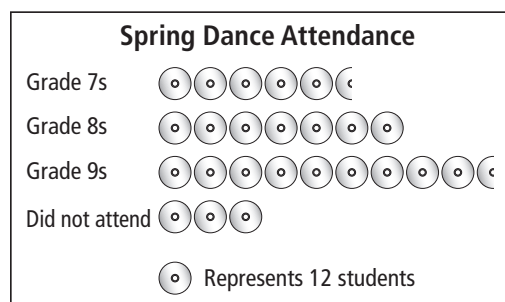 Spring Dance Attendance
Grade 7s
Grade 8s
Grade 9s
Did not attend
Represents 12 students